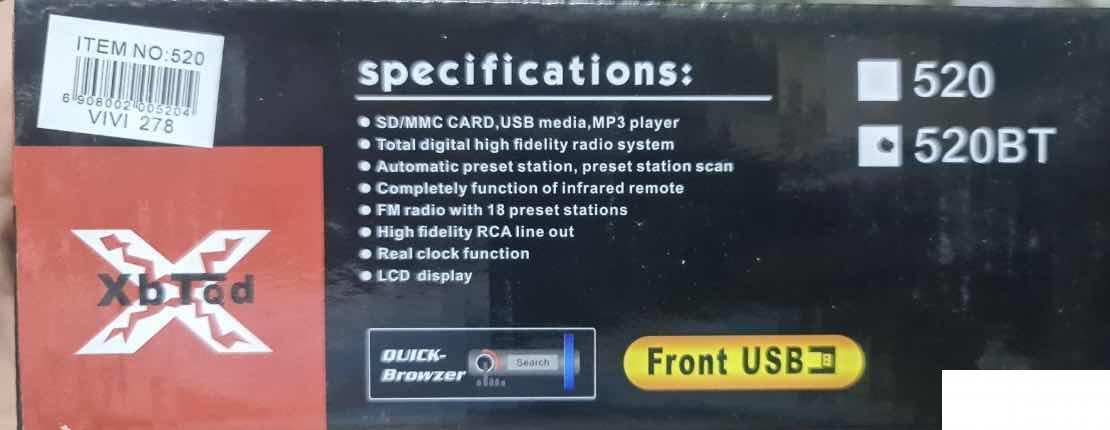 ITEM NO:520
6 908002 005204
VIVI 278
XbTod
specifications:
SD/MMC CARD,USB media,MP3 player
Total digital high fidelity radio system
Automatic preset station, preset station scan
Completely function of infrared remote
FM radio with 18 preset stations
High fidelity RCA line out
Real clock function
LCD display
QUICK-
Browzer
Search
Front USB
520
520BT